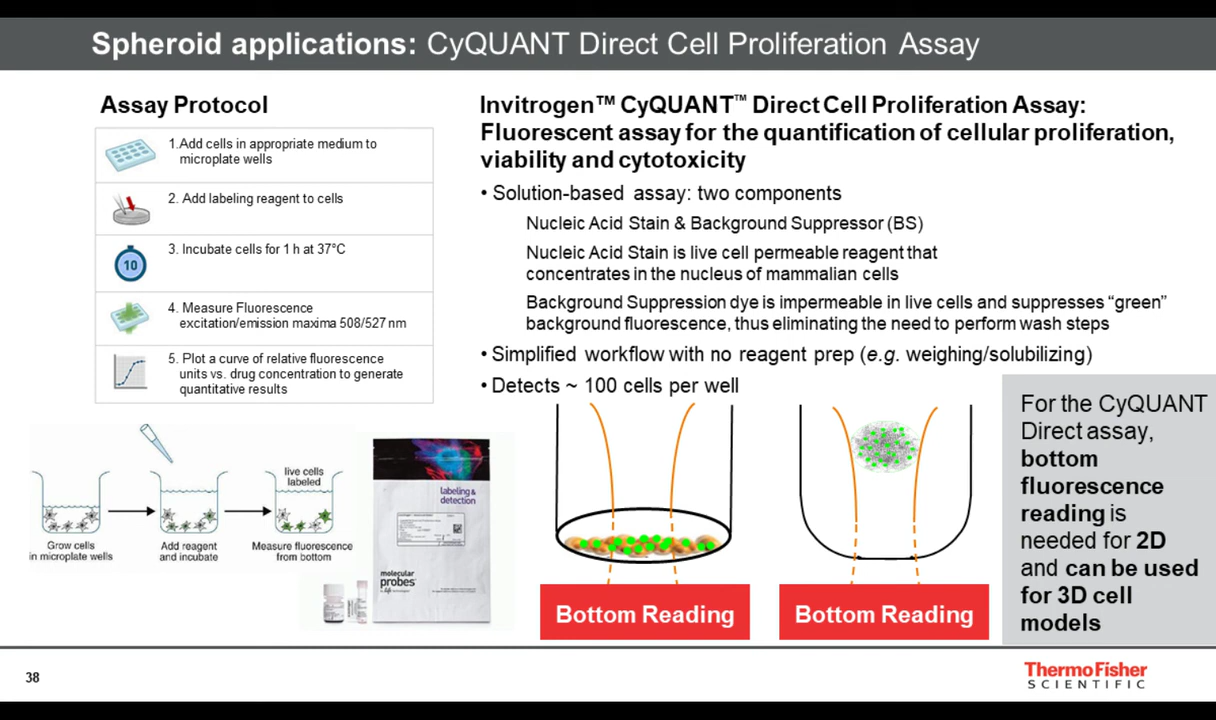 Spheroid applications: CyQUANT Direct Cell Proliferation Assay
Assay Protocol
1.Add cells in appropriate medium to
microplate wells
2. Add labeling reagent to cells
10
3. Incubate cells for 1 h at 37°C
4. Measure Fluorescence
excitation/emission maxima 508/527 nm
5. Plot a curve of relative fluorescence
units vs. drug concentration to generate
quantitative results
Invitrogen™ CyQUANT™ Direct Cell Proliferation Assay:
Fluorescent assay for the quantification of cellular proliferation,
viability and cytotoxicity
• Solution-based assay: two components
Nucleic Acid Stain & Background Suppressor (BS)
Nucleic Acid Stain is live cell permeable reagent that
concentrates in the nucleus of mammalian cells
Background Suppression dye is impermeable in live cells and suppresses “green”
background fluorescence, thus eliminating the need to perform wash steps
• Simplified workflow with no reagent prep (e.g. weighing/solubilizing)
• Detects ~ 100 cells per well
live cells
labeled
Grow cells
in microplate wells
Add reagent
and incubate
Measure fluorescence
from bottom
labeling &
detection
molecular
probes
by life technologies
Bottom Reading
Bottom Reading
For the CyQUANT
Direct assay,
bottom
fluorescence
reading is
needed for 2D
and can be used
for 3D cell
models
38
ThermoFisher
SCIENTIFIC